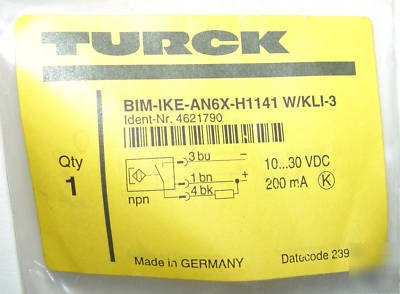 TURCK
BIM-IKE-AN6X-H1141 W/KLI-3
Ident-Nr. 4621790
Qty
1
3 bu −
1 bn +
4 bk
npn
10...30 VDC
200 mA K
Made in GERMANY
Datecode 239